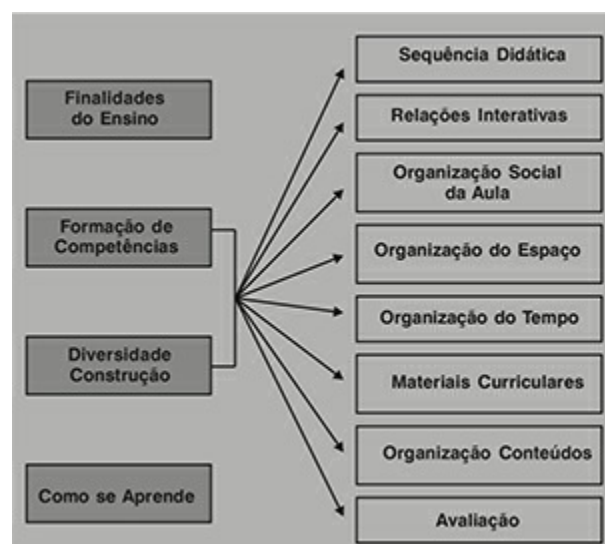 Finalidades
do Ensino
Formação de
Competências
Diversidade
Construção
Como se Aprende
Sequência Didática
Relações Interativas
Organização Social
da Aula
Organização do Espaço
Organização do Tempo
Materiais Curriculares
Organização Conteúdos
Avaliação